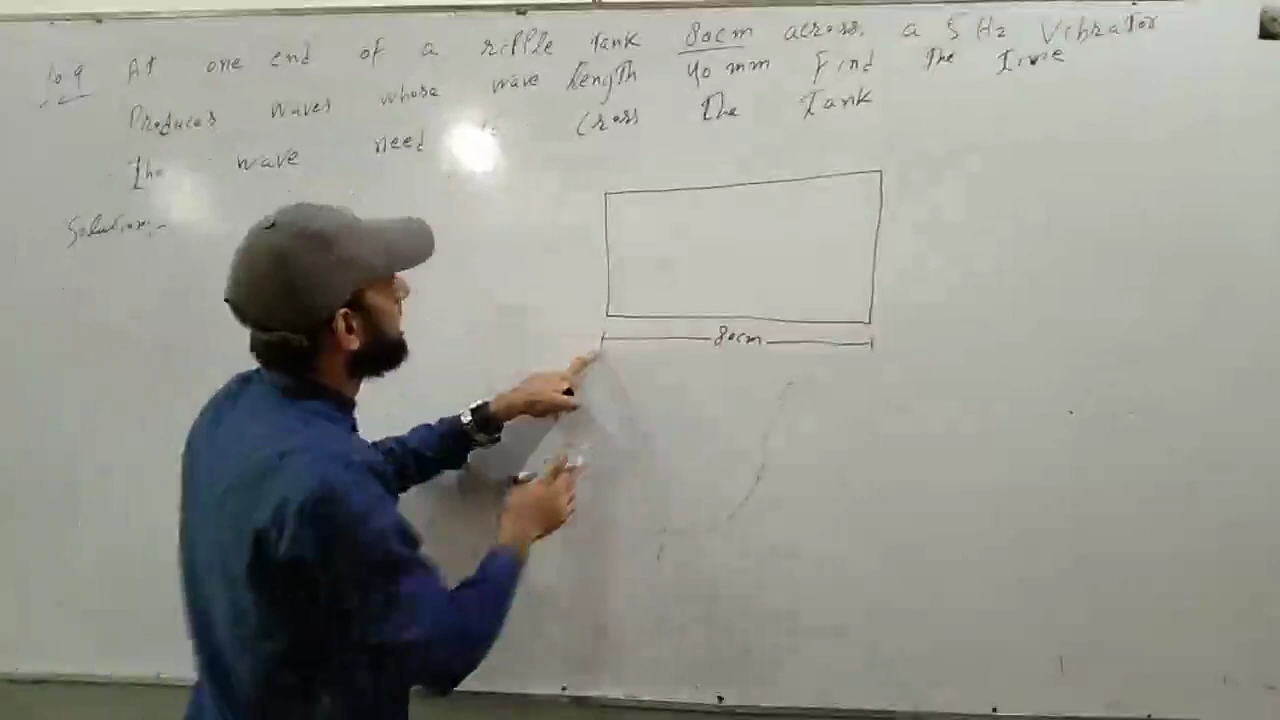 10.9 At one end of a ripple tank 80cm across. a 5 Hz vibrator
Produces waves whose wave length 40 mm Find the Time
The wave need to cross the Tank
Solution:-
80cm